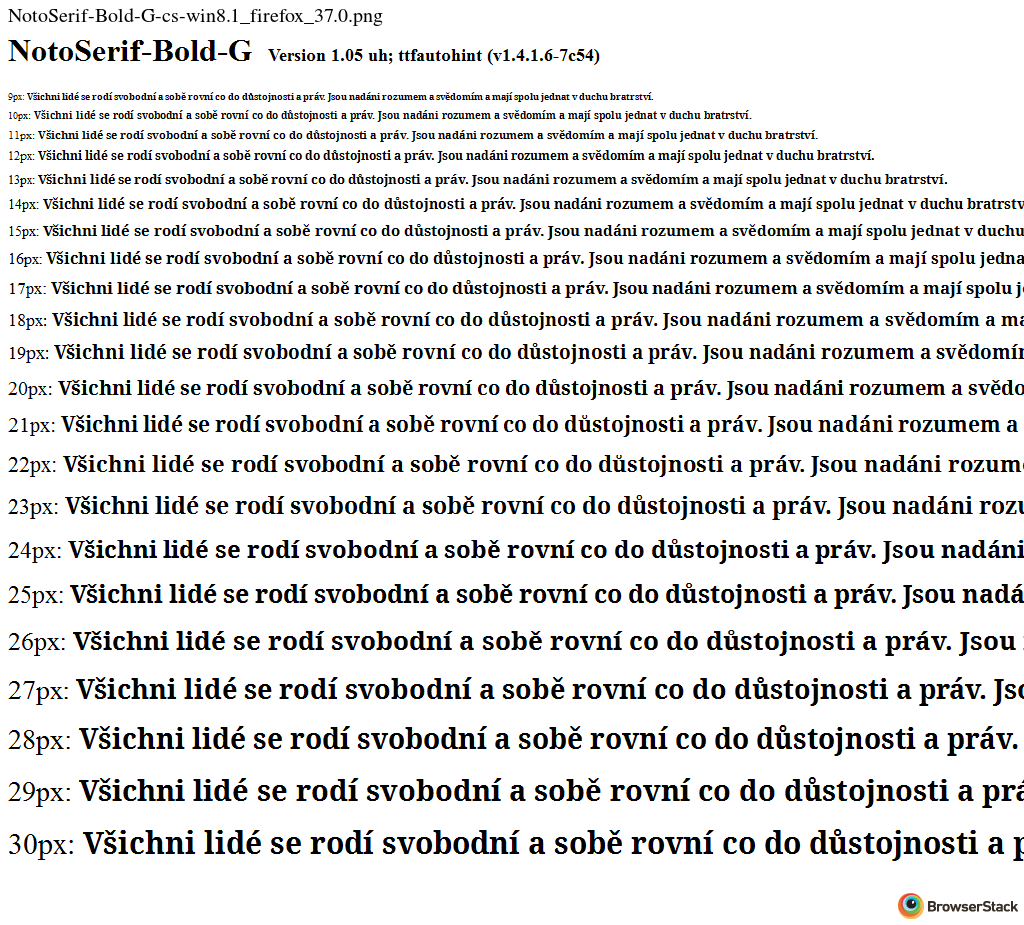 NotoSerif-Bold-G-cs-win8.1_firefox_37.0.png
NotoSerif-Bold-G Version 1.05 uh; ttfautohint (v1.4.1.6-7c54)
9px: Všichni lidé se rodí svobodní a sobě rovní co do důstojnosti a práv. Jsou nadáni rozumem a svědomím a mají spolu jednat v duchu bratrství.
10px: Všichni lidé se rodí svobodní a sobě rovní co do důstojnosti a práv. Jsou nadáni rozumem a svědomím a mají spolu jednat v duchu bratrství.
11px: Všichni lidé se rodí svobodní a sobě rovní co do důstojnosti a práv. Jsou nadáni rozumem a svědomím a mají spolu jednat v duchu bratrství.
12px: Všichni lidé se rodí svobodní a sobě rovní co do důstojnosti a práv. Jsou nadáni rozumem a svědomím a mají spolu jednat v duchu bratrství.
13px: Všichni lidé se rodí svobodní a sobě rovní co do důstojnosti a práv. Jsou nadáni rozumem a svědomím a mají spolu jednat v duchu bratrství.
14px: Všichni lidé se rodí svobodní a sobě rovní co do důstojnosti a práv. Jsou nadáni rozumem a svědomím a mají spolu jednat v duchu bratrstv
15px: Všichni lidé se rodí svobodní a sobě rovní co do důstojnosti a práv. Jsou nadáni rozumem a svědomím a mají spolu jednat v duchu
16px: Všichni lidé se rodí svobodní a sobě rovní co do důstojnosti a práv. Jsou nadáni rozumem a svědomím a mají spolu jedna
17px: Všichni lidé se rodí svobodní a sobě rovní co do důstojnosti a práv. Jsou nadáni rozumem a svědomím a mají spolu j
18px: Všichni lidé se rodí svobodní a sobě rovní co do důstojnosti a práv. Jsou nadáni rozumem a svědomím a ma
19px: Všichni lidé se rodí svobodní a sobě rovní co do důstojnosti a práv. Jsou nadáni rozumem a svědomín
20px: Všichni lidé se rodí svobodní a sobě rovní co do důstojnosti a práv. Jsou nadáni rozumem a svědo
21px: Všichni lidé se rodí svobodní a sobě rovní co do důstojnosti a práv. Jsou nadáni rozumem a
22px: Všichni lidé se rodí svobodní a sobě rovní co do důstojnosti a práv. Jsou nadáni rozum
23px: Všichni lidé se rodí svobodní a sobě rovní co do důstojnosti a práv. Jsou nadáni rozu
24px: Všichni lidé se rodí svobodní a sobě rovní co do důstojnosti a práv. Jsou nadáni
25px: Všichni lidé se rodí svobodní a sobě rovní co do důstojnosti a práv. Jsou nadá
26px: Všichni lidé se rodí svobodní a sobě rovní co do důstojnosti a práv. Jsou
27px: Všichni lidé se rodí svobodní a sobě rovní co do důstojnosti a práv. Jso
28px: Všichni lidé se rodí svobodní a sobě rovní co do důstojnosti a práv.
29px: Všichni lidé se rodí svobodní a sobě rovní co do důstojnosti a prá
30px: Všichni lidé se rodí svobodní a sobě rovní co do důstojnosti a p
BrowserStack